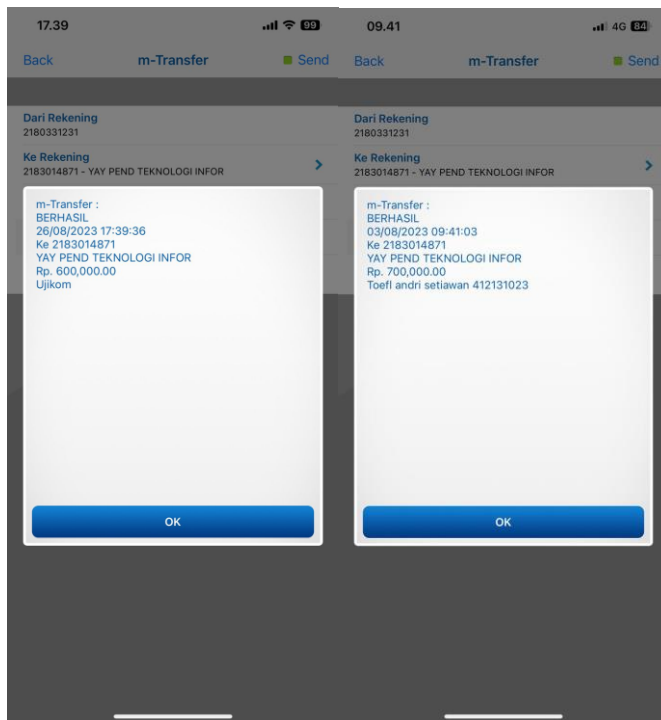 17.39
99
Back
m-Transfer
Send
Dari Rekening
2180331231
Ke Rekening
2183014871 - YAY PEND TEKNOLOGI INFOR
m-Transfer :
BERHASIL
26/08/2023 17:39:36
Ke 2183014871
YAY PEND TEKNOLOGI INFOR
Rp. 600,000.00
Ujikom
OK
09.41
4G 84
Back
m-Transfer
Send
Dari Rekening
2180331231
Ke Rekening
2183014871 - YAY PEND TEKNOLOGI INFOR
m-Transfer :
BERHASIL
03/08/2023 09:41:03
Ke 2183014871
YAY PEND TEKNOLOGI INFOR
Rp. 700,000.00
Toefl andri setiawan 412131023
OK